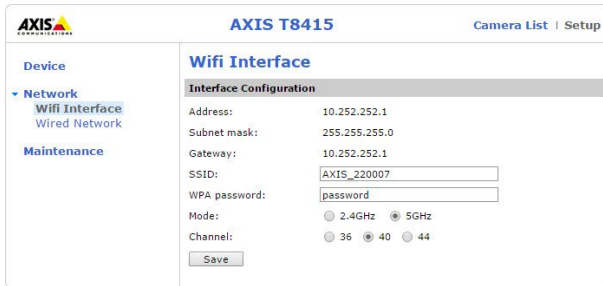 AXIS
COMMUNICATIONS
AXIS T8415
Camera List | Setup
Device
Network
Wifi Interface
Wired Network
Maintenance
Wifi Interface
Interface Configuration
Address: 10.252.252.1
Subnet mask: 255.255.255.0
Gateway: 10.252.252.1
SSID: AXIS_220007
WPA password: password
Mode: 2.4GHz 5GHz
Channel: 36 40 44
Save